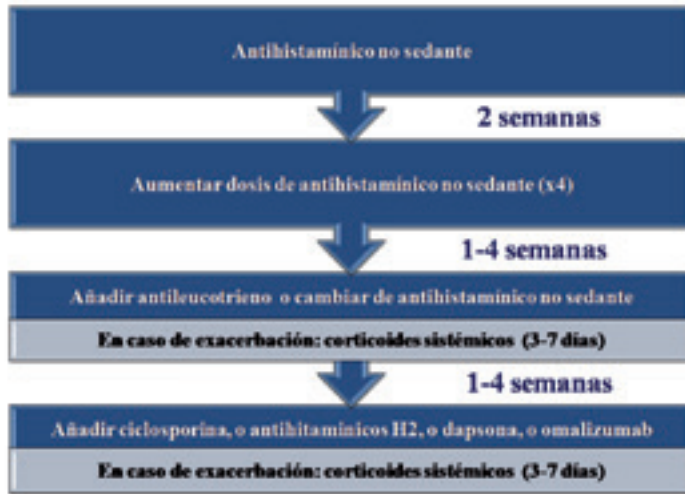 Antihistamínico no sedante
2 semanas
Aumentar dosis de antihistamínico no sedante (x4)
1-4 semanas
Añadir antileucotrieno o cambiar de antihistamínico no sedante
En caso de exacerbación: corticoides sistémicos (3-7 días)
1-4 semanas
Añadir ciclosporina, o antihitamínicos H2, o dapsona, o omalizumab
En caso de exacerbación: corticoides sistémicos (3-7 días)